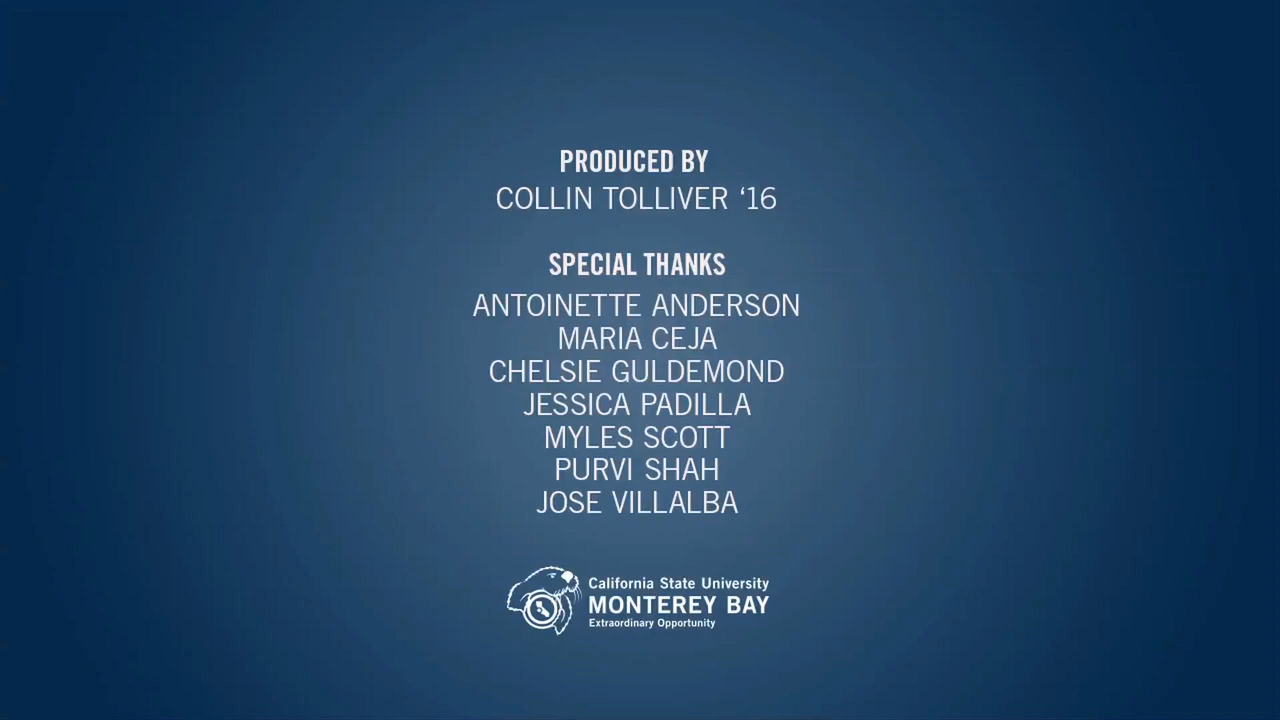 PRODUCED BY
COLLIN TOLLIVER ‘16
SPECIAL THANKS
ANTOINETTE ANDERSON
MARIA CEJA
CHELSIE GULDEMOND
JESSICA PADILLA
MYLES SCOTT
PURVI SHAH
JOSE VILLALBA
California State University
MONTEREY BAY
Extraordinary Opportunity